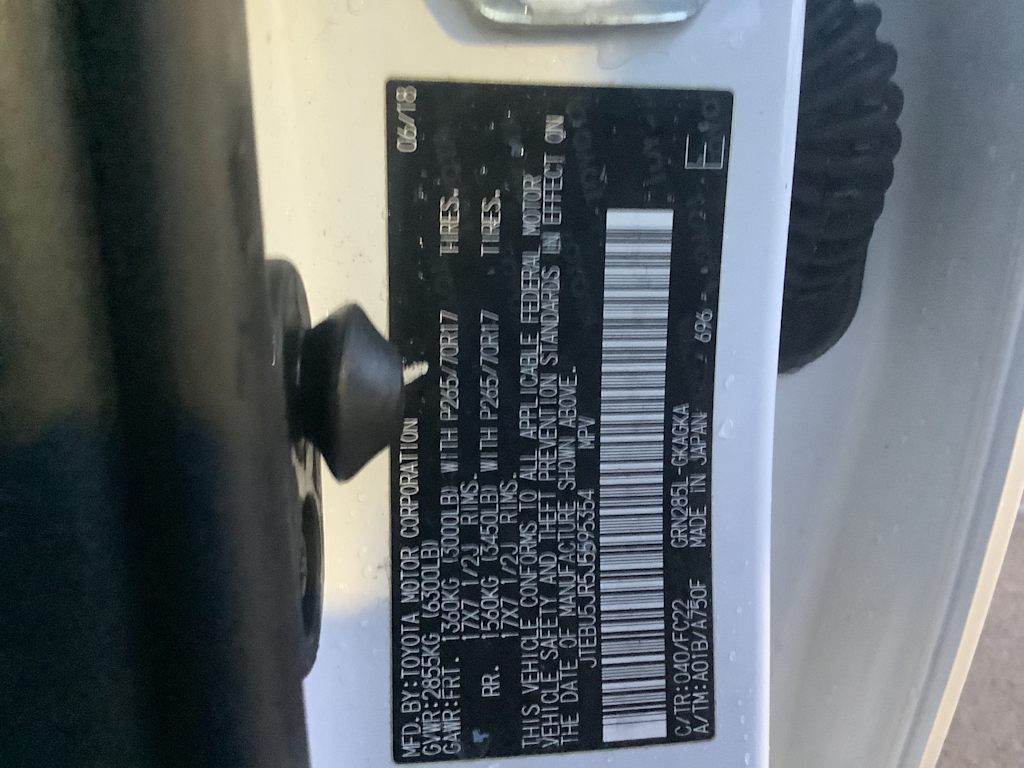 MFD.BY:TOYOTA MOTOR CORPORATION 06/18
GVWR:2855KG (6300LB)
GAWR:FRT. 1360KG (3000LB) WITH P265/70R17 TIRES.
17X7 1/2J RIMS.
RR. 1560KG (3450LB) WITH P265/70R17 TIRES.
17X7 1/2J RIMS.
THIS VEHICLE CONFORMS TO ALL APPLICABLE FEDERAL MOTOR
VEHICLE SAFETY AND THEFT PREVENTION STANDARDS IN EFFECT ON
THE DATE OF MANUFACTURE SHOWN ABOVE.
JTEBU5JR5J5595354 MPV
C/TR:040/FC22 GRN285L-GKAGKA
A/TM:A01B/A750F MADE IN JAPAN 696